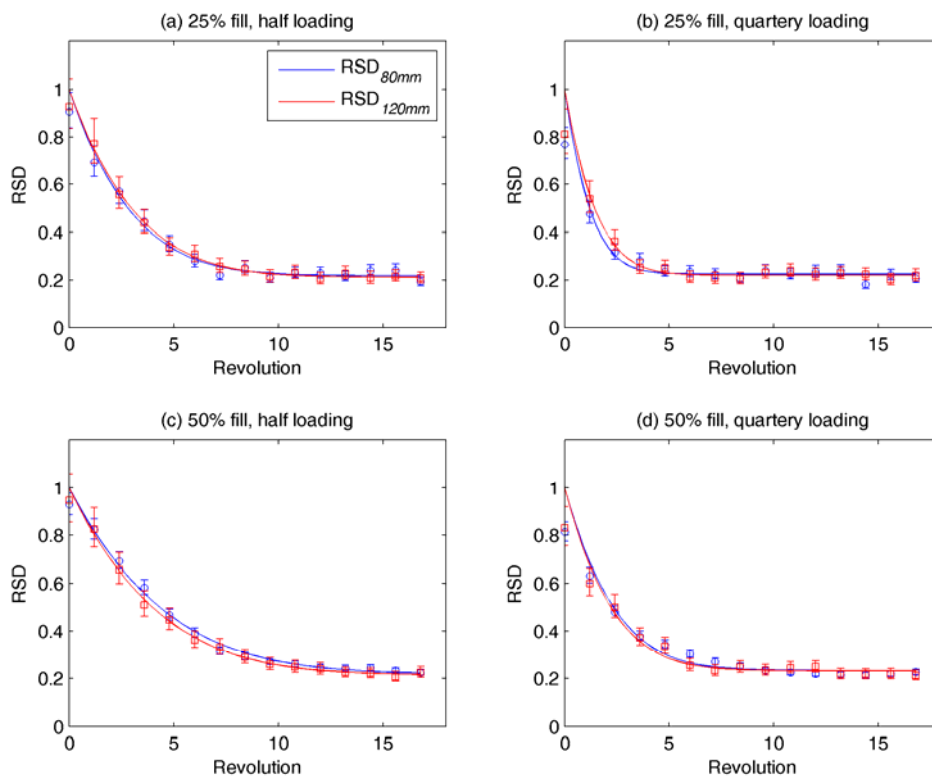 (a) 25% fill, half loading
RSD80mm
RSD120mm
1
0.8
0.6
0.4
0.2
0
RSD
0 5 10 15
Revolution
(b) 25% fill, quartery loading
1
0.8
0.6
0.4
0.2
0
RSD
0 5 10 15
Revolution
(c) 50% fill, half loading
1
0.8
0.6
0.4
0.2
0
RSD
0 5 10 15
Revolution
(d) 50% fill, quartery loading
1
0.8
0.6
0.4
0.2
0
RSD
0 5 10 15
Revolution